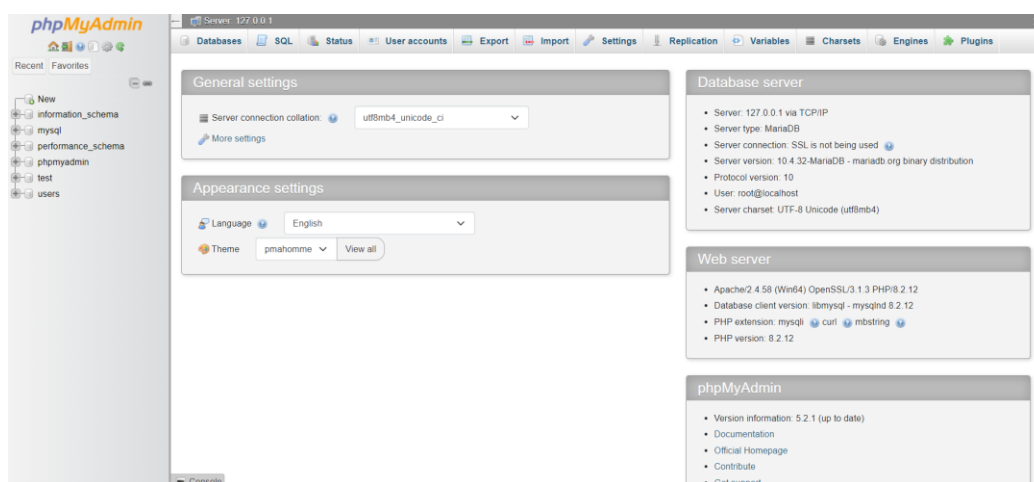 phpMyAdmin
Recent Favorites
New
information_schema
mysql
performance_schema
phpmyadmin
test
users
Server: 127.0.0.1
Databases SQL Status User accounts Export Import Settings Replication Variables Charsets Engines Plugins
General settings
Server connection collation: utf8mb4_unicode_ci
More settings
Appearance settings
Language English
Theme pmahomme View all
Database server
Server: 127.0.0.1 via TCP/IP
Server type: MariaDB
Server connection: SSL is not being used
Server version: 10.4.32-MariaDB - mariadb.org binary distribution
Protocol version: 10
User: root@localhost
Server charset: UTF-8 Unicode (utf8mb4)
Web server
Apache/2.4.58 (Win64) OpenSSL/3.1.3 PHP/8.2.12
Database client version: libmysql - mysqlnd 8.2.12
PHP extension: mysqli curl mbstring
PHP version: 8.2.12
phpMyAdmin
Version information: 5.2.1 (up to date)
Documentation
Official Homepage
Contribute
Get support
Console